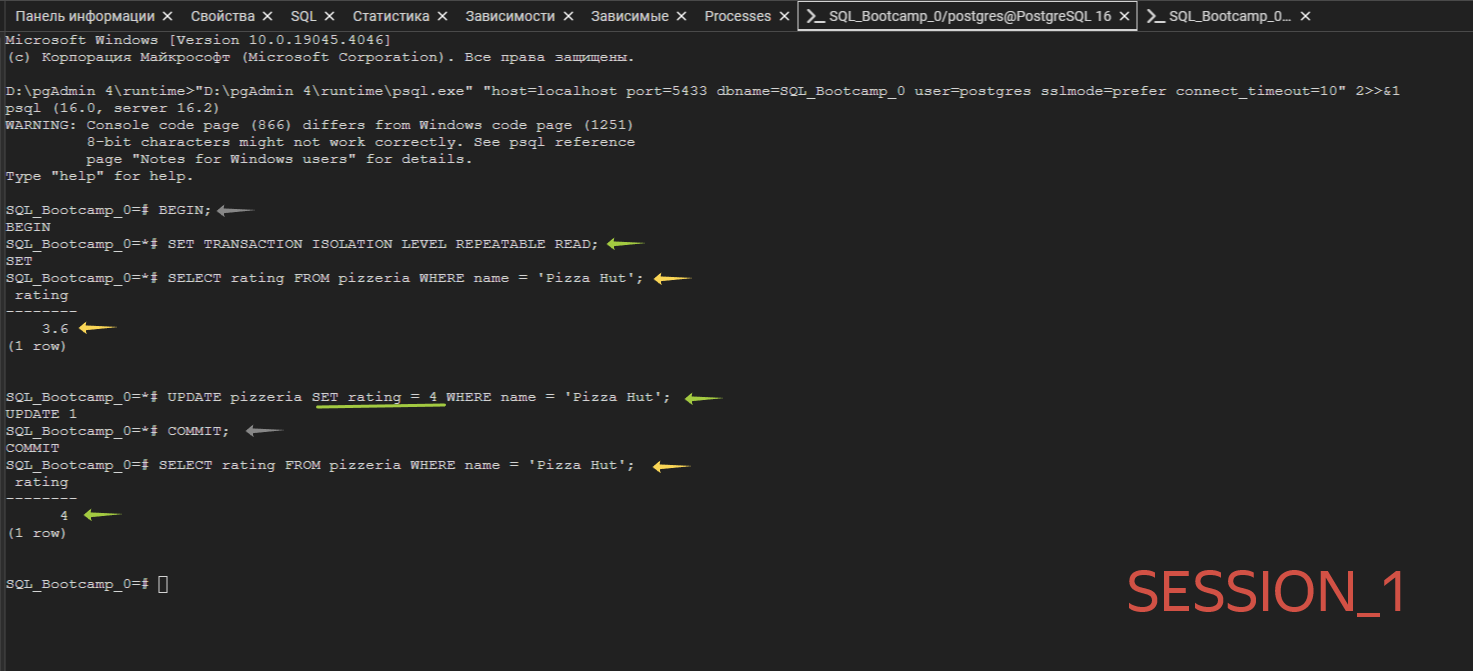 Панель информации ✕ Свойства ✕ SQL ✕ Статистика ✕ Зависимости ✕ Зависимые ✕ Processes ✕ >_ SQL_Bootcamp_0/postgres@PostgreSQL 16 ✕ >_ SQL_Bootcamp_0... ✕
Microsoft Windows [Version 10.0.19045.4046]
(c) Корпорация Майкрософт (Microsoft Corporation). Все права защищены.
D:\pgAdmin 4\runtime>"D:\pgAdmin 4\runtime\psql.exe" "host=localhost port=5433 dbname=SQL_Bootcamp_0 user=postgres sslmode=prefer connect_timeout=10" 2>>&1
psql (16.0, server 16.2)
WARNING: Console code page (866) differs from Windows code page (1251)
         8-bit characters might not work correctly. See psql reference
         page "Notes for Windows users" for details.
Type "help" for help.
SQL_Bootcamp_0=# BEGIN;
BEGIN
SQL_Bootcamp_0=*# SET TRANSACTION ISOLATION LEVEL REPEATABLE READ;
SET
SQL_Bootcamp_0=*# SELECT rating FROM pizzeria WHERE name = 'Pizza Hut';
 rating
--------
    3.6
(1 row)
SQL_Bootcamp_0=*# UPDATE pizzeria SET rating = 4 WHERE name = 'Pizza Hut';
UPDATE 1
SQL_Bootcamp_0=*# COMMIT;
COMMIT
SQL_Bootcamp_0=# SELECT rating FROM pizzeria WHERE name = 'Pizza Hut';
 rating
--------
      4
(1 row)
SQL_Bootcamp_0=#
SESSION_1